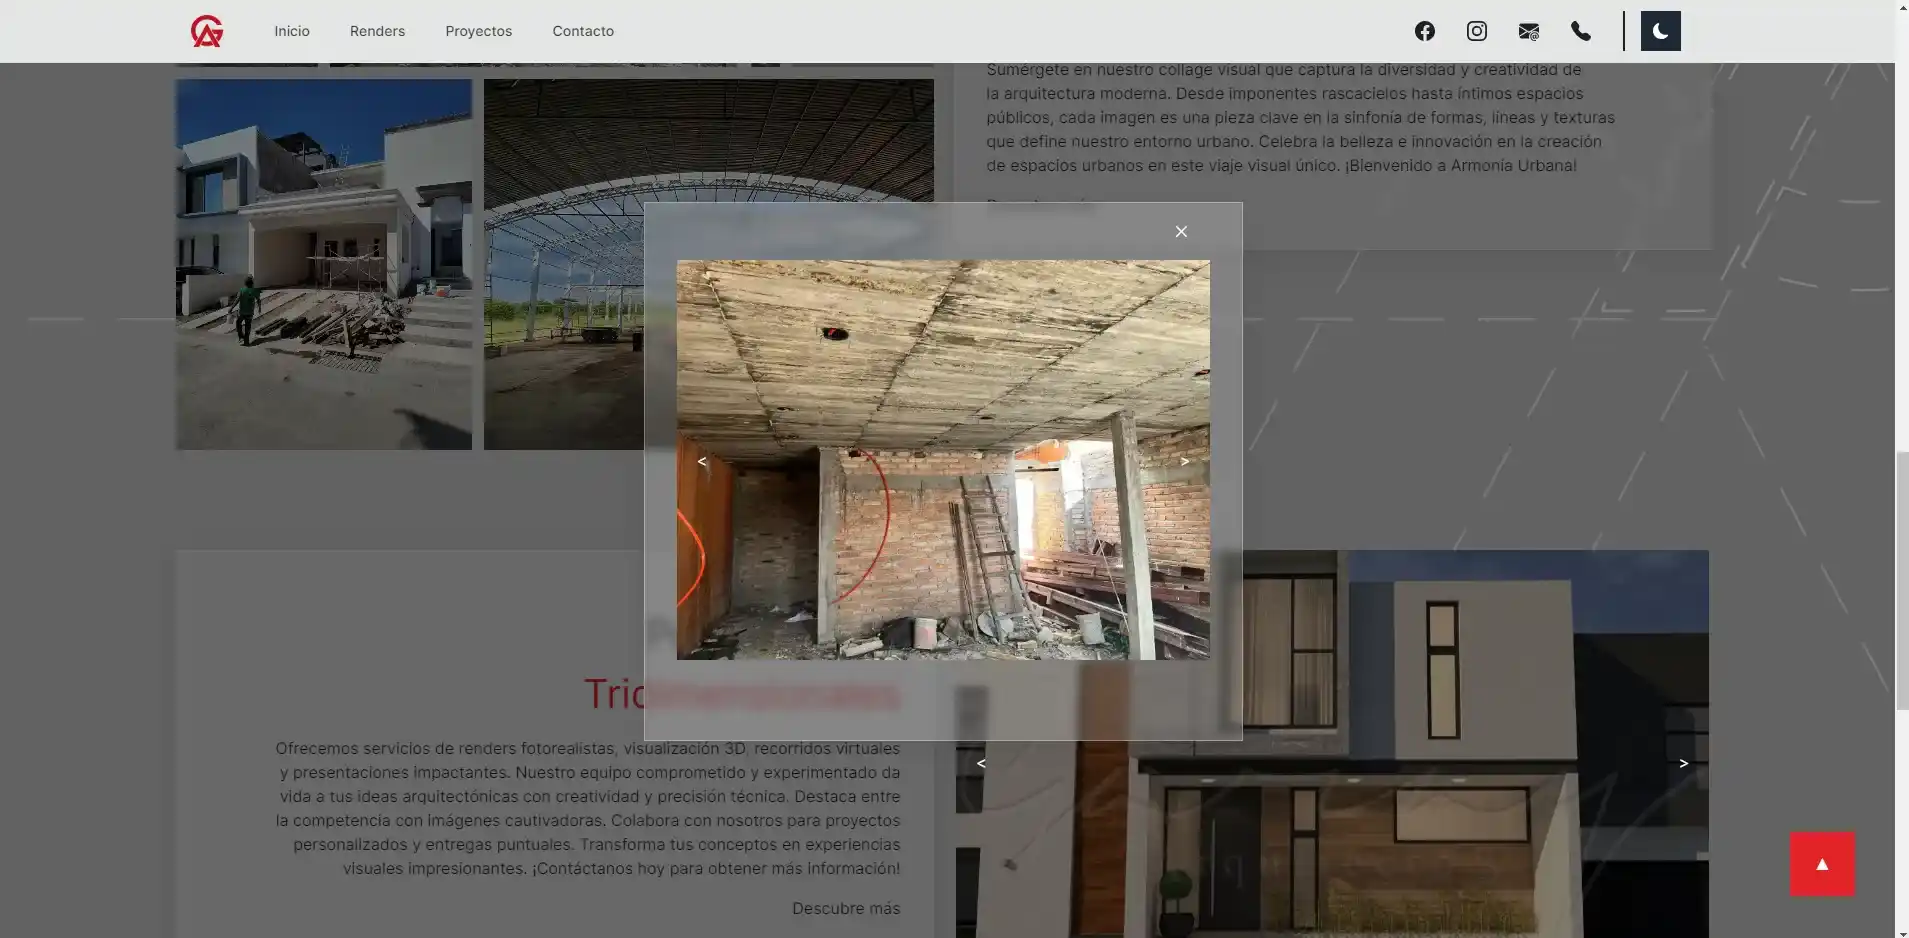 Inicio
Renders
Proyectos
Contacto
Sumérgete en nuestro collage visual que captura la diversidad y creatividad de
la arquitectura moderna. Desde imponentes rascacielos hasta íntimos espacios
públicos, cada imagen es una pieza clave en la sinfonía de formas, líneas y texturas
que define nuestro entorno urbano. Celebra la belleza e innovación en la creación
de espacios urbanos en este viaje visual único. ¡Bienvenido a Armonía Urbana!
×
<
>
Tridimensionales
Ofrecemos servicios de renders fotorealistas, visualización 3D, recorridos virtuales
y presentaciones impactantes. Nuestro equipo comprometido y experimentado da
vida a tus ideas arquitectónicas con creatividad y precisión técnica. Destaca entre
la competencia con imágenes cautivadoras. Colabora con nosotros para proyectos
personalizados y entregas puntuales. Transforma tus conceptos en experiencias
visuales impresionantes. ¡Contáctanos hoy para obtener más información!
Descubre más
<
>
▲